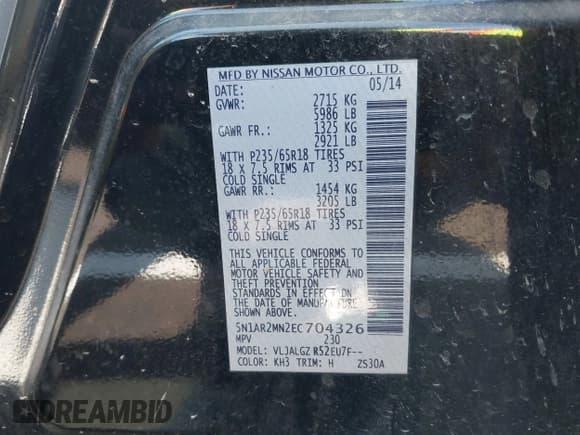 MFD BY NISSAN MOTOR CO., LTD.
DATE: 05/14
GVWR: 2715 KG
5986 LB
GAWR FR.: 1325 KG
2921 LB
WITH P235/65R18 TIRES
18 X 7.5 RIMS AT 33 PSI
COLD SINGLE
GAWR RR.: 1454 KG
3205 LB
WITH P235/65R18 TIRES
18 X 7.5 RIMS AT 33 PSI
COLD SINGLE
THIS VEHICLE CONFORMS TO
ALL APPLICABLE FEDERAL
MOTOR VEHICLE SAFETY AND
THEFT PREVENTION
STANDARDS IN EFFECT ON
THE DATE OF MANUFACTURE
SHOWN ABOVE.
5N1AR2MN2EC704326
MPV 230
MODEL: VLJALGZ R52EU7F--
COLOR: KH3 TRIM: H ZS30A
DREAMBID